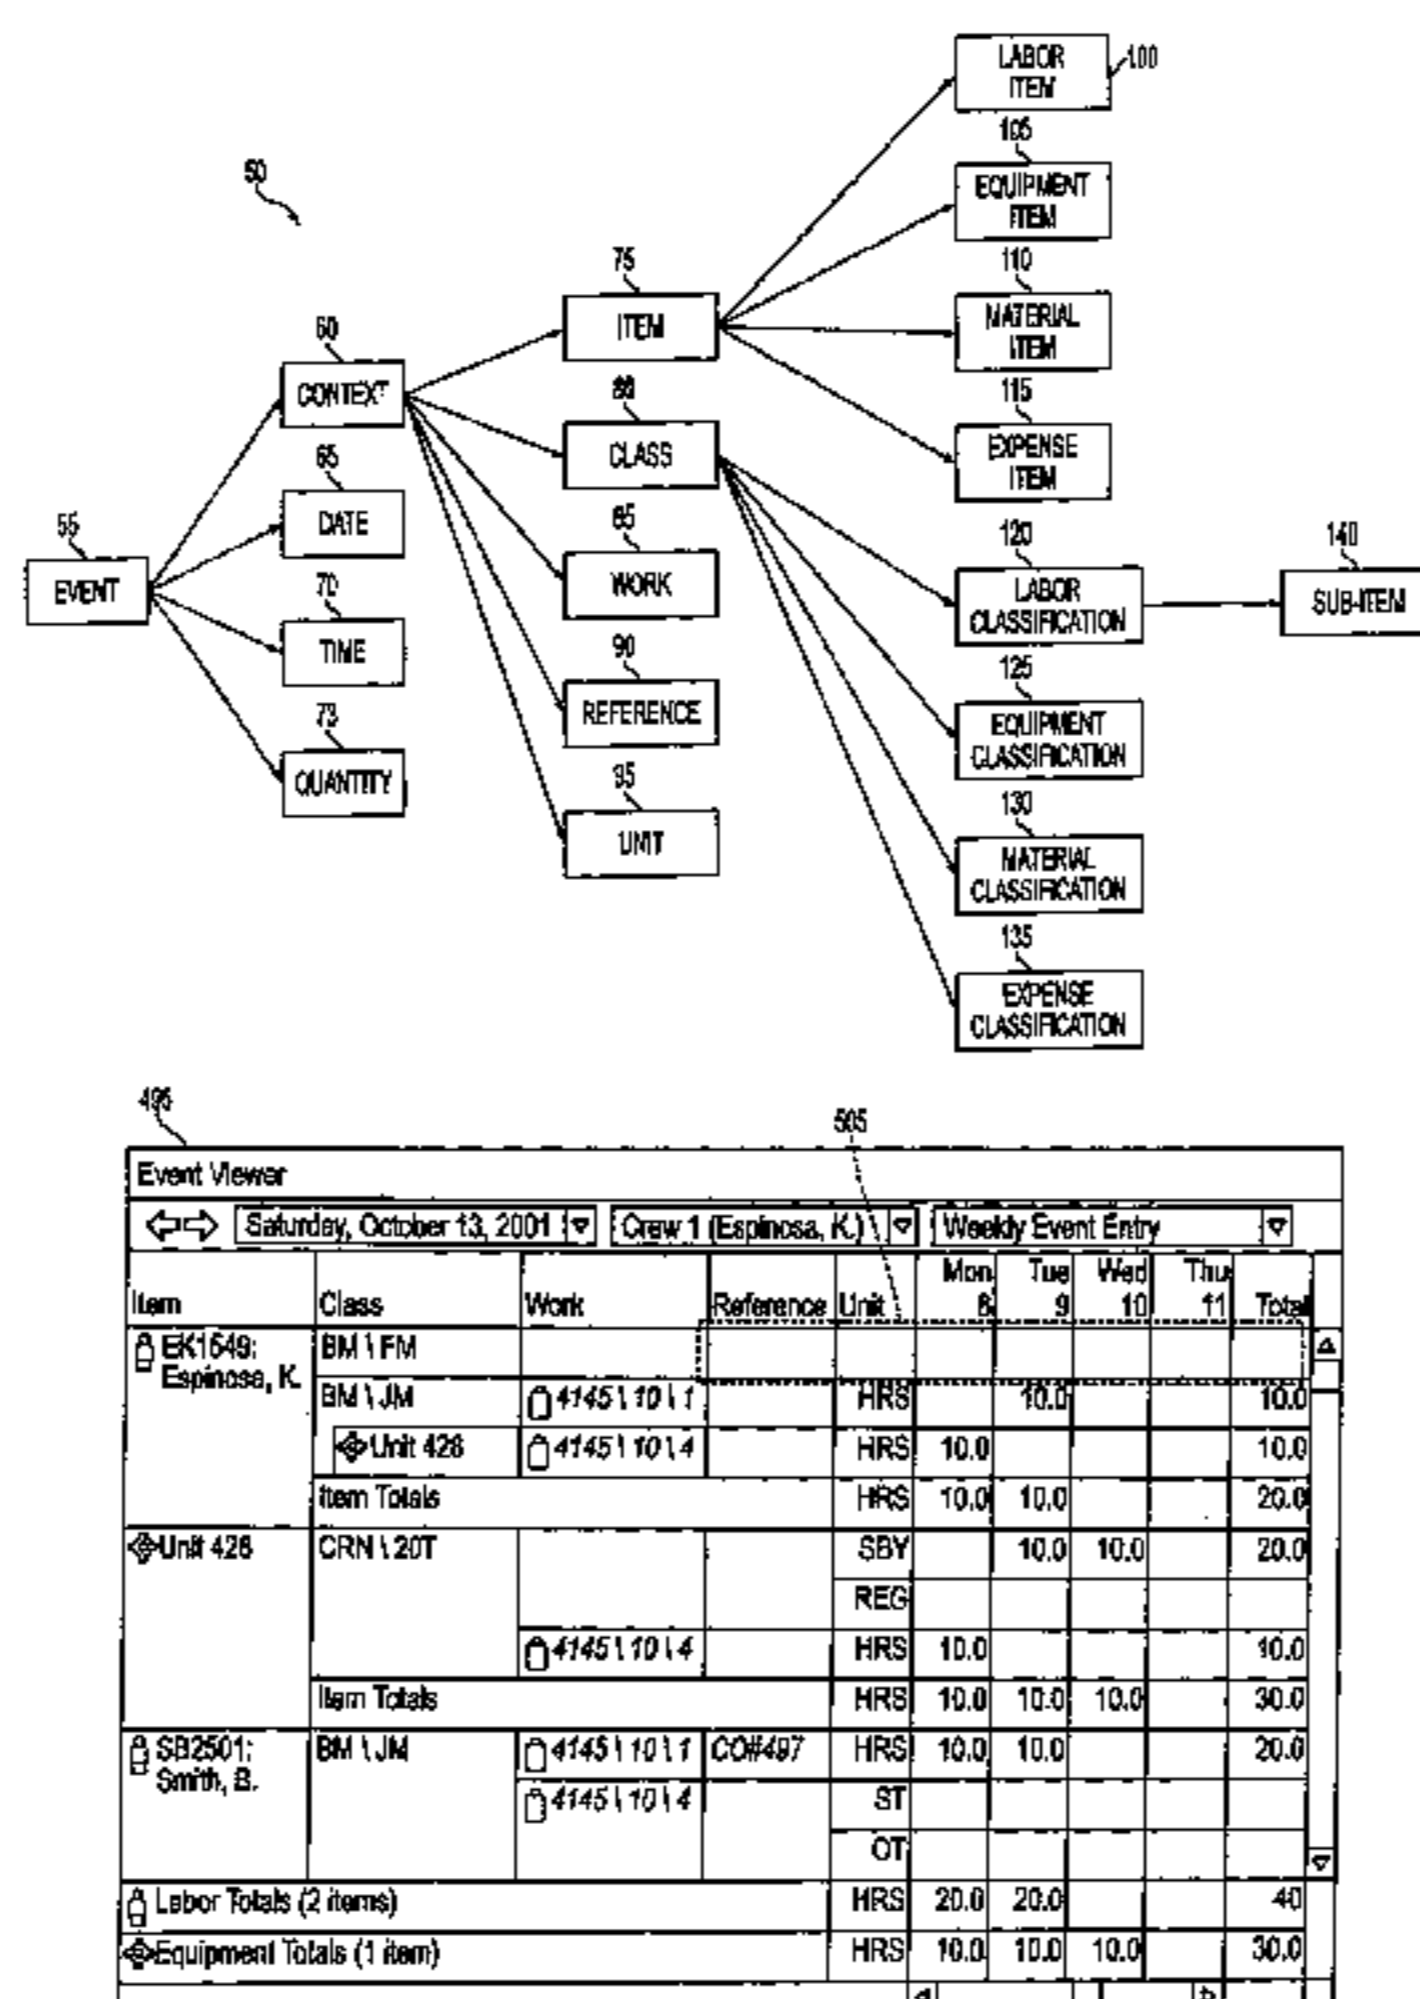 LABOR
ITEM
100
105
EQUIPMENT
ITEM
50
75
110
ITEM
MATERIAL
ITEM
60
CONTEXT
80
115
CLASS
EXPENSE
ITEM
65
DATE
55
85
120
140
EVENT
WORK
LABOR
CLASSIFICATION
SUB-ITEM
70
TIME
90
125
REFERENCE
EQUIPMENT
CLASSIFICATION
73
QUANTITY
95
130
UNIT
MATERIAL
CLASSIFICATION
135
EXPENSE
CLASSIFICATION
495
505
Event Viewer
Saturday, October 13, 2001 Crew 1 (Espinosa, K.) Weekly Event Entry
Mon Tue Wed Thu
Item Class Work Reference Unit 8 9 10 11 Total
EK1549: BM \ FM
Espinosa, K.
BM \ JM 4145 \ 10 \ 1 HRS 10.0 10.0
Unit 428 4145 \ 10 \ 4 HRS 10.0 10.0
Item Totals HRS 10.0 10.0 20.0
Unit 428 CRN \ 20T SBY 10.0 10.0 20.0
REG
4145 \ 10 \ 4 HRS 10.0 10.0
Item Totals HRS 10.0 10.0 10.0 30.0
SB2501: BM \ JM 4145 \ 10 \ 1 CO#497 HRS 10.0 10.0 20.0
Smith, B.
4145 \ 10 \ 4 ST
OT
Labor Totals (2 items) HRS 20.0 20.0 40
Equipment Totals (1 item) HRS 10.0 10.0 10.0 30.0